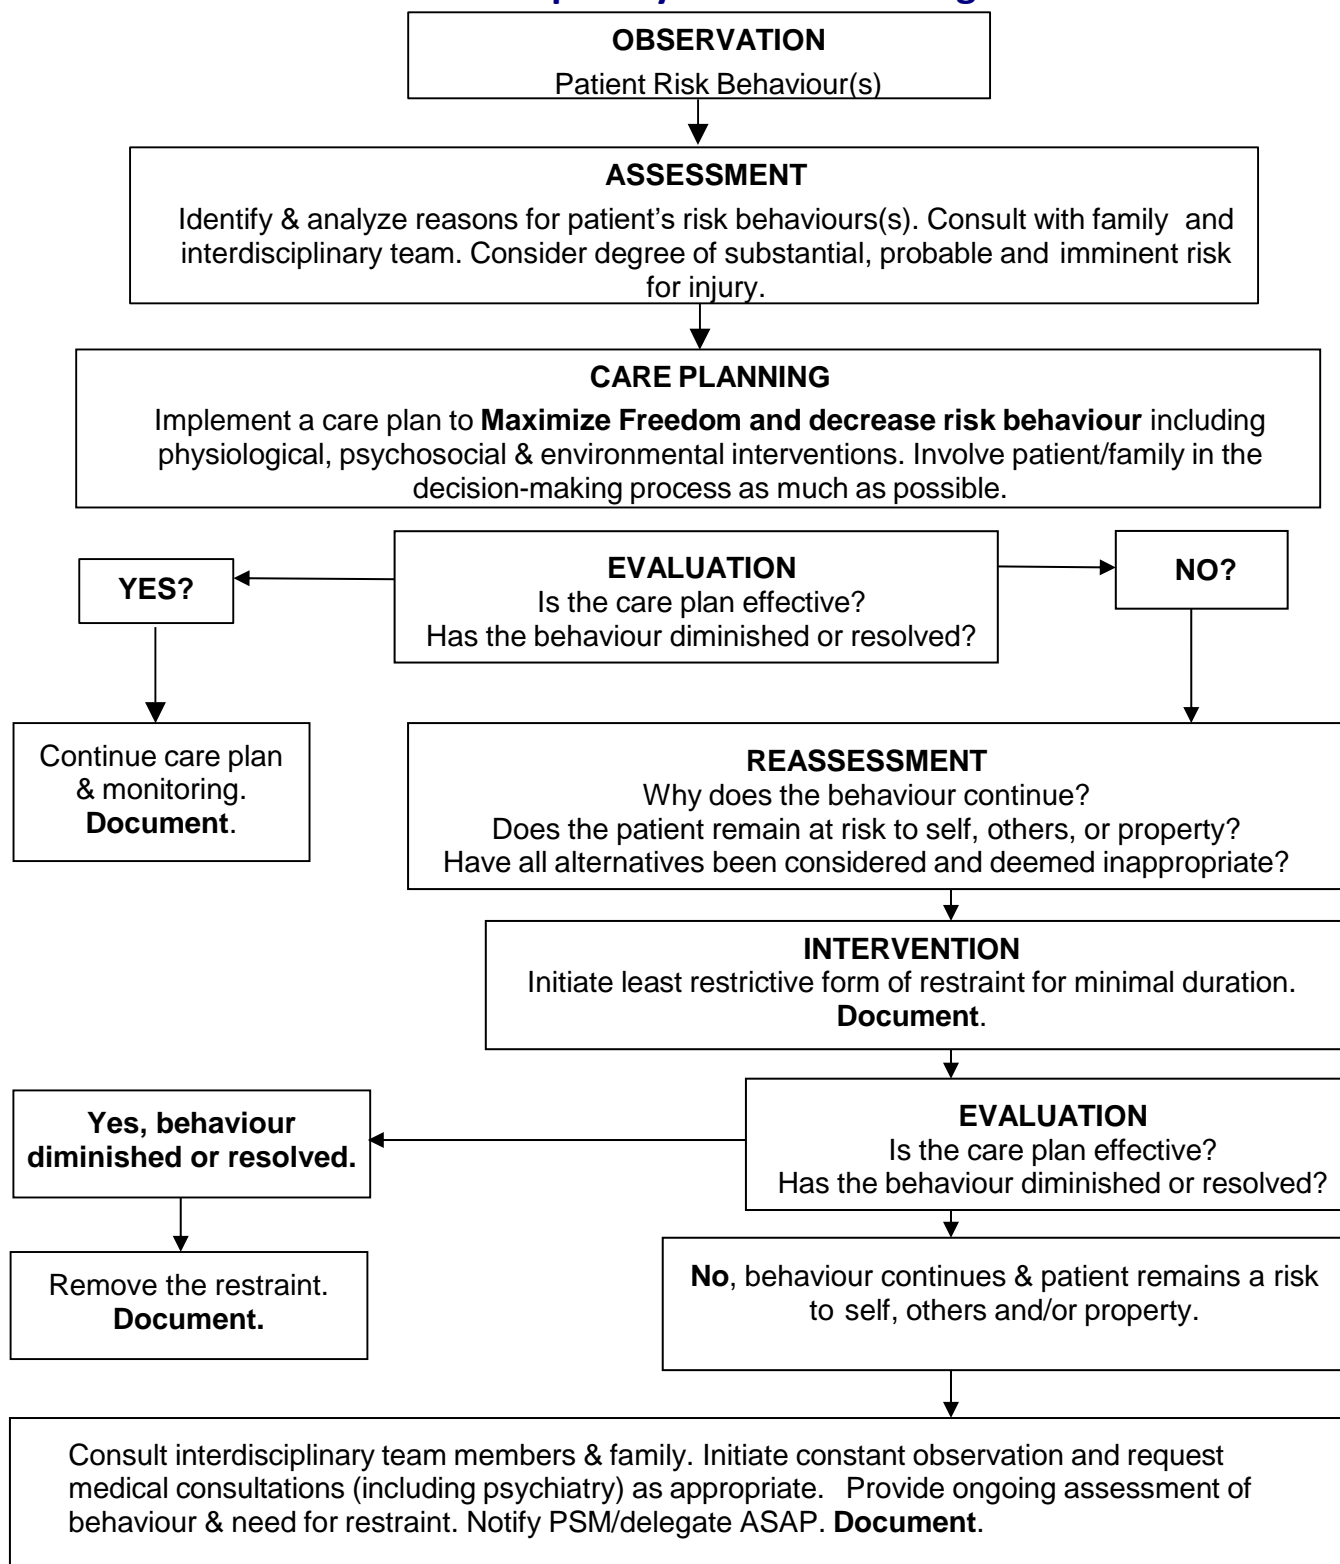 OBSERVATION
Patient Risk Behaviour(s)
ASSESSMENT
Identify & analyze reasons for patient's risk behaviours(s). Consult with family and
interdisciplinary team. Consider degree of substantial, probable and imminent risk
for injury.
CARE PLANNING
Implement a care plan to Maximize Freedom and decrease risk behaviour including
physiological, psychosocial & environmental interventions. Involve patient/family in the
decision-making process as much as possible.
EVALUATION
Is the care plan effective?
Has the behaviour diminished or resolved?
YES?
NO?
Continue care plan
& monitoring.
Document.
REASSESSMENT
Why does the behaviour continue?
Does the patient remain at risk to self, others, or property?
Have all alternatives been considered and deemed inappropriate?
INTERVENTION
Initiate least restrictive form of restraint for minimal duration.
Document.
EVALUATION
Is the care plan effective?
Has the behaviour diminished or resolved?
Yes, behaviour
diminished or resolved.
Remove the restraint.
Document.
No, behaviour continues & patient remains a risk
to self, others and/or property.
Consult interdisciplinary team members & family. Initiate constant observation and request
medical consultations (including psychiatry) as appropriate. Provide ongoing assessment of
behaviour & need for restraint. Notify PSM/delegate ASAP. Document.